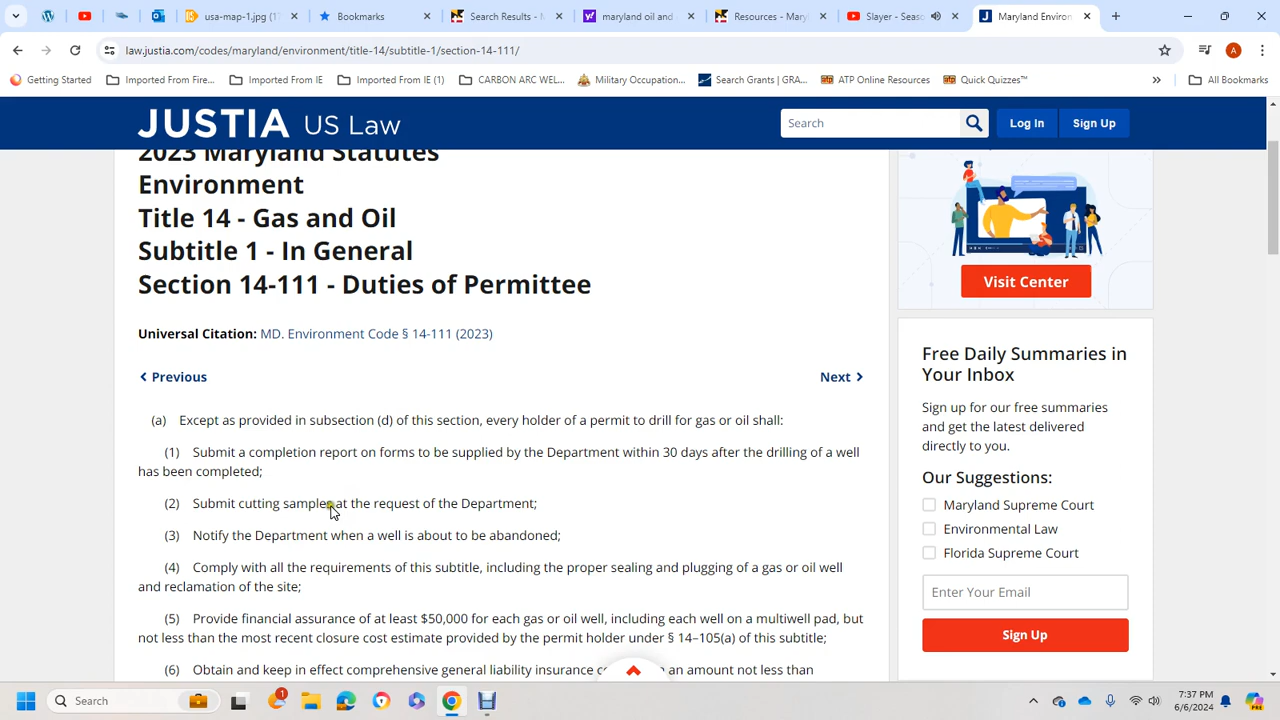 usa-map-1.jpg (
Bookmarks
Search Results - M
maryland oil and
Resources - Mary
Slayer - Seaso
Maryland Enviro
law.justia.com/codes/maryland/environment/title-14/subtitle-1/section-14-111/
A
Getting Started
Imported From Fire...
Imported From IE
Imported From IE (1)
CARBON ARC WEL...
Military Occupation...
Search Grants | GRA...
ATP Online Resources
Quick Quizzes™
»
All Bookmarks
JUSTIA US Law
Search
Log In
Sign Up
2023 Maryland Statutes
Environment
Title 14 - Gas and Oil
Subtitle 1 - In General
Section 14-111 - Duties of Permittee
Universal Citation: MD. Environment Code § 14-111 (2023)
Previous
Next
(a) Except as provided in subsection (d) of this section, every holder of a permit to drill for gas or oil shall:
(1) Submit a completion report on forms to be supplied by the Department within 30 days after the drilling of a well
has been completed;
(2) Submit cutting samples at the request of the Department;
(3) Notify the Department when a well is about to be abandoned;
(4) Comply with all the requirements of this subtitle, including the proper sealing and plugging of a gas or oil well
and reclamation of the site;
(5) Provide financial assurance of at least $50,000 for each gas or oil well, including each well on a multiwell pad, but
not less than the most recent closure cost estimate provided by the permit holder under § 14–105(a) of this subtitle;
(6) Obtain and keep in effect comprehensive general liability insurance an amount not less than
Visit Center
Free Daily Summaries in
Your Inbox
Sign up for our free summaries
and get the latest delivered
directly to you.
Our Suggestions:
Maryland Supreme Court
Environmental Law
Florida Supreme Court
Enter Your Email
Sign Up
Search
1
7:37 PM
6/6/2024